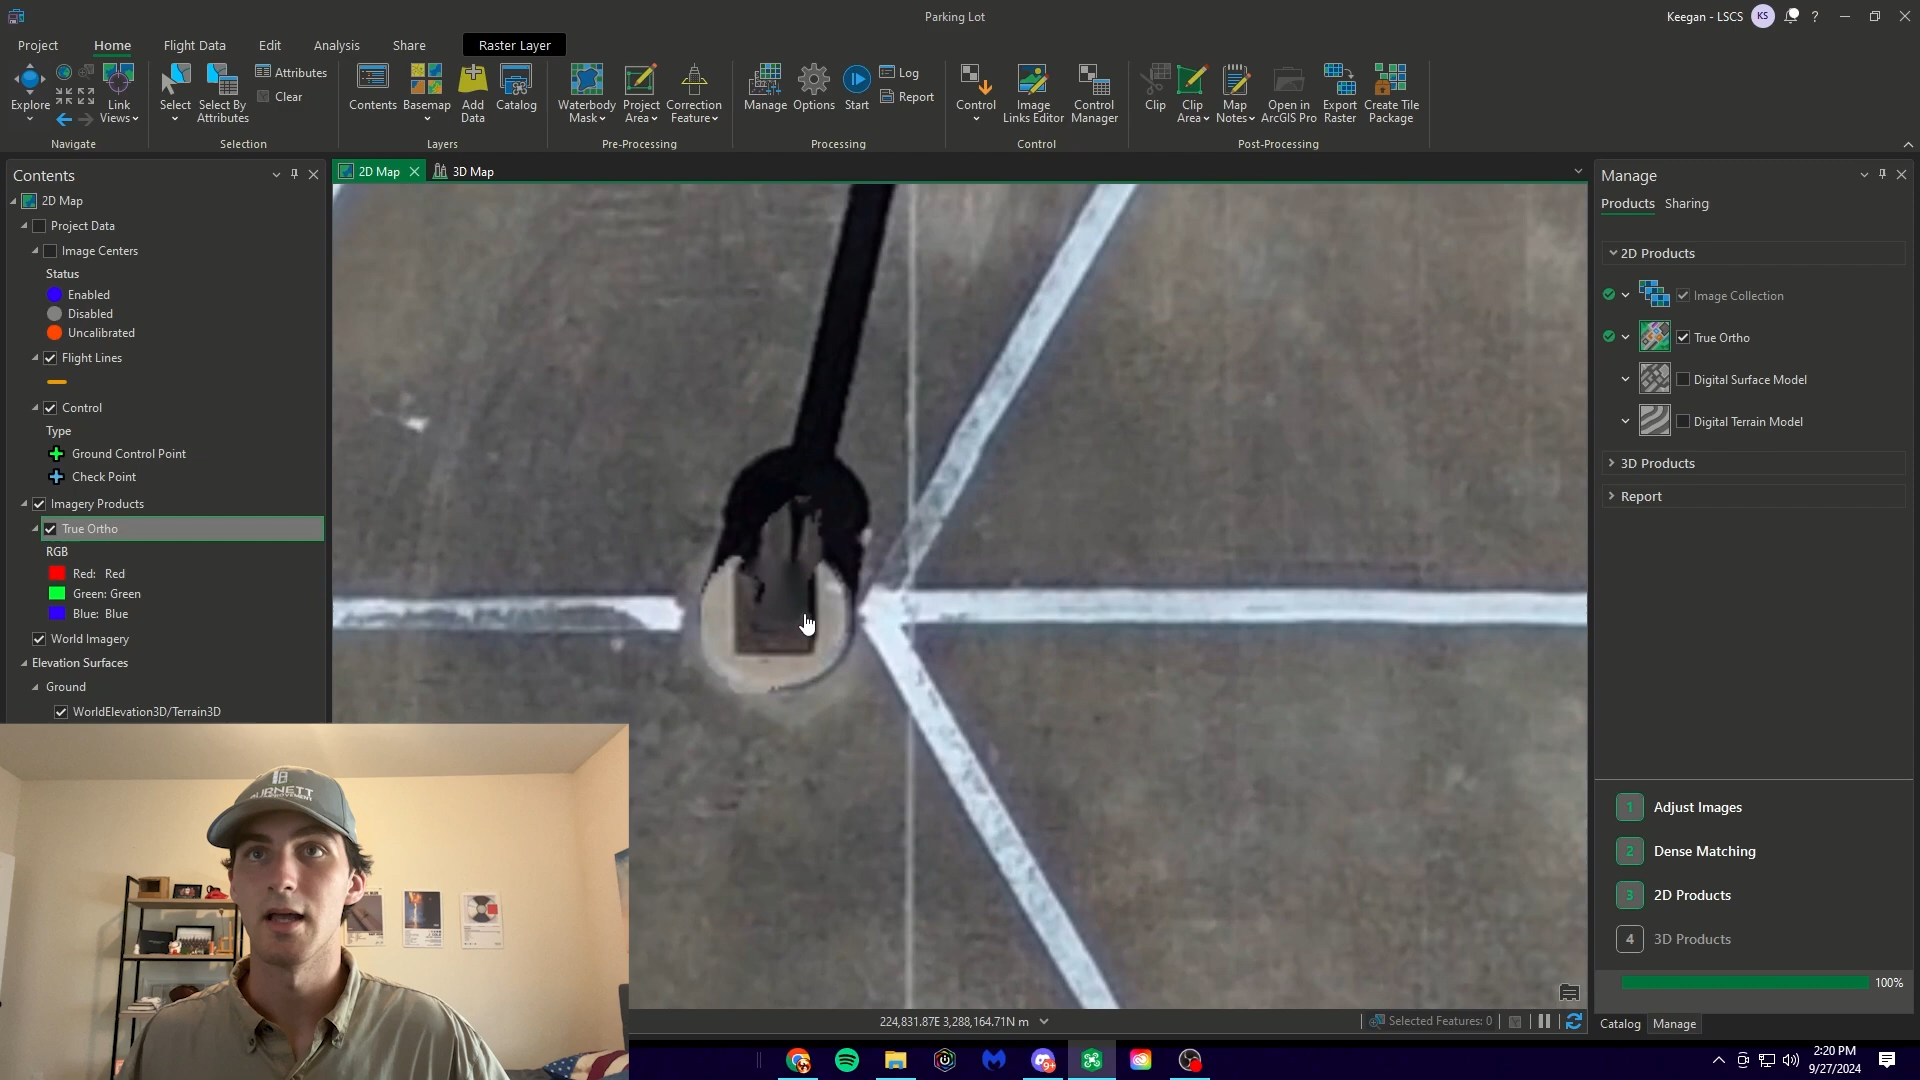 Parking Lot
Keegan - LSCS KS ?
Project Home Flight Data Edit Analysis Share Raster Layer
Explore
Link Views
Navigate
Select
Select By Attributes
Attributes
Clear
Selection
Contents
Basemap
Add Data
Catalog
Layers
Waterbody Mask
Project Area
Correction Feature
Pre-Processing
Manage
Options
Start
Log
Report
Processing
Control
Image Links Editor
Control Manager
Control
Clip
Clip Area
Map Notes
Open in ArcGIS Pro
Export Raster
Create Tile Package
Post-Processing
Contents
2D Map
Project Data
Image Centers
Status
Enabled
Disabled
Uncalibrated
Flight Lines
Control
Type
Ground Control Point
Check Point
Imagery Products
True Ortho
RGB
Red: Red
Green: Green
Blue: Blue
World Imagery
Elevation Surfaces
Ground
WorldElevation3D/Terrain3D
2D Map
3D Map
BURNETT
224,831.87E 3,288,164.71N m
Selected Features: 0
Manage
Products Sharing
2D Products
Image Collection
True Ortho
Digital Surface Model
Digital Terrain Model
3D Products
Report
1 Adjust Images
2 Dense Matching
3 2D Products
4 3D Products
100%
Catalog Manage
9+
2:20 PM
9/27/2024